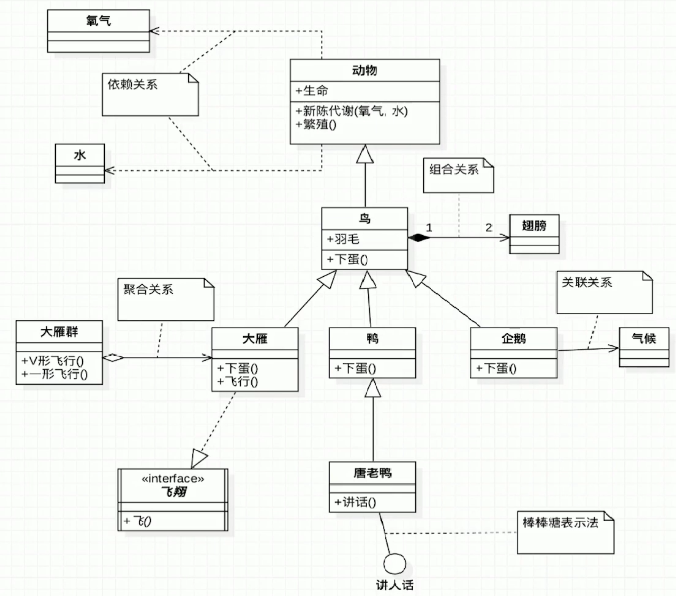 氧气
动物
+生命
+新陈代谢(氧气, 水)
+繁殖()
依赖关系
水
组合关系
鸟
+羽毛
+下蛋()
1
2
翅膀
聚合关系
关联关系
大雁群
+V形飞行()
+一形飞行()
大雁
+下蛋()
+飞行()
鸭
+下蛋()
企鹅
+下蛋()
气候
«interface»
飞翔
+ 飞()
唐老鸭
+讲话()
棒棒糖表示法
讲人话